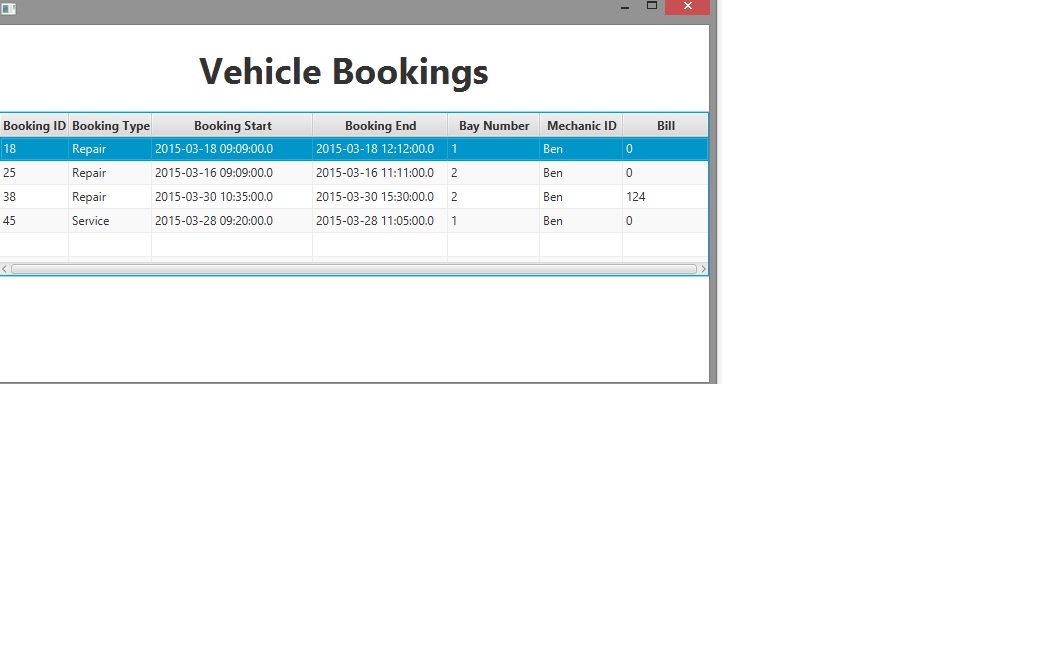 Vehicle Bookings
Booking ID Booking Type Booking Start Booking End Bay Number Mechanic ID Bill
18 Repair 2015-03-18 09:09:00.0 2015-03-18 12:12:00.0 1 Ben 0
25 Repair 2015-03-16 09:09:00.0 2015-03-16 11:11:00.0 2 Ben 0
38 Repair 2015-03-30 10:35:00.0 2015-03-30 15:30:00.0 2 Ben 124
45 Service 2015-03-28 09:20:00.0 2015-03-28 11:05:00.0 1 Ben 0